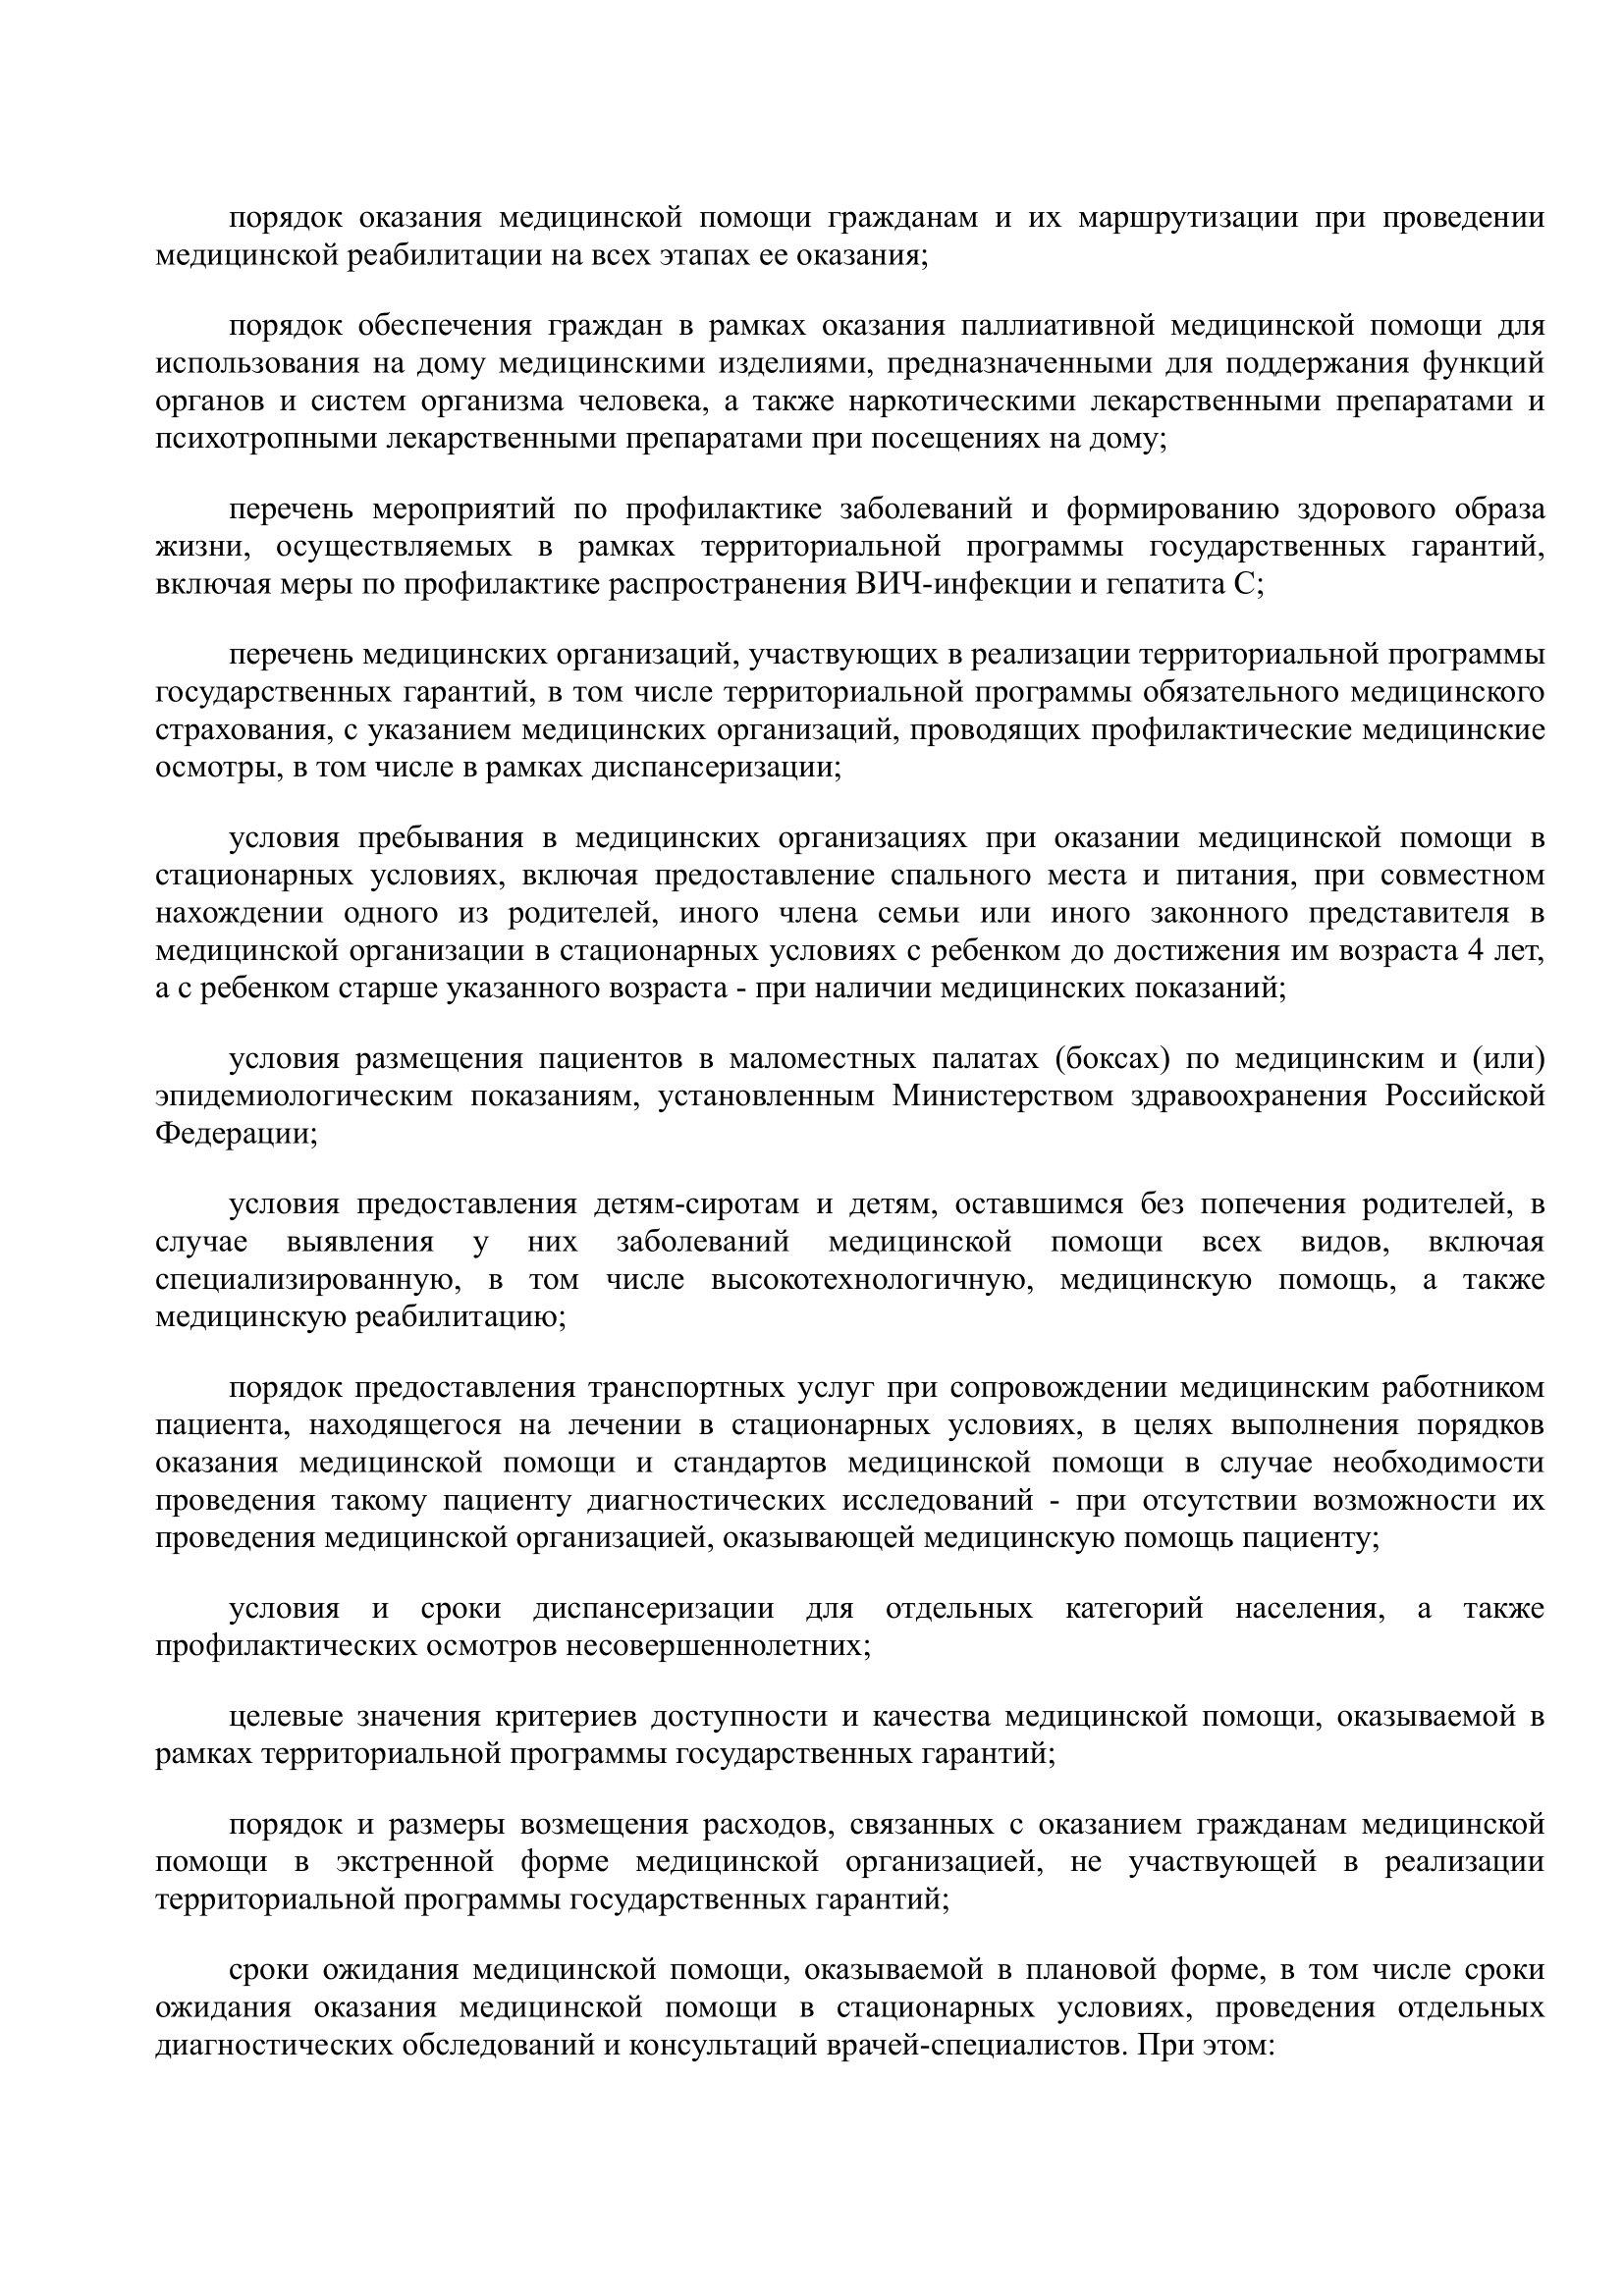 порядок оказания медицинской помощи гражданам и их маршрутизации при проведении
медицинской реабилитации на всех этапах ее оказания;
порядок обеспечения граждан в рамках оказания паллиативной медицинской помощи для
использования на дому медицинскими изделиями, предназначенными для поддержания функций
органов и систем организма человека, а также наркотическими лекарственными препаратами и
психотропными лекарственными препаратами при посещениях на дому;
перечень мероприятий по профилактике заболеваний и формированию здорового образа
жизни, осуществляемых в рамках территориальной программы государственных гарантий,
включая меры по профилактике распространения ВИЧ-инфекции и гепатита С;
перечень медицинских организаций, участвующих в реализации территориальной программы
государственных гарантий, в том числе территориальной программы обязательного медицинского
страхования, с указанием медицинских организаций, проводящих профилактические медицинские
осмотры, в том числе в рамках диспансеризации;
условия пребывания в медицинских организациях при оказании медицинской помощи в
стационарных условиях, включая предоставление спального места и питания, при совместном
нахождении одного из родителей, иного члена семьи или иного законного представителя в
медицинской организации в стационарных условиях с ребенком до достижения им возраста 4 лет,
а с ребенком старше указанного возраста - при наличии медицинских показаний;
условия размещения пациентов в маломестных палатах (боксах) по медицинским и (или)
эпидемиологическим показаниям, установленным Министерством здравоохранения Российской
Федерации;
условия предоставления детям-сиротам и детям, оставшимся без попечения родителей, в
случае выявления у них заболеваний медицинской помощи всех видов, включая
специализированную, в том числе высокотехнологичную, медицинскую помощь, а также
медицинскую реабилитацию;
порядок предоставления транспортных услуг при сопровождении медицинским работником
пациента, находящегося на лечении в стационарных условиях, в целях выполнения порядков
оказания медицинской помощи и стандартов медицинской помощи в случае необходимости
проведения такому пациенту диагностических исследований - при отсутствии возможности их
проведения медицинской организацией, оказывающей медицинскую помощь пациенту;
условия и сроки диспансеризации для отдельных категорий населения, а также
профилактических осмотров несовершеннолетних;
целевые значения критериев доступности и качества медицинской помощи, оказываемой в
рамках территориальной программы государственных гарантий;
порядок и размеры возмещения расходов, связанных с оказанием гражданам медицинской
помощи в экстренной форме медицинской организацией, не участвующей в реализации
территориальной программы государственных гарантий;
сроки ожидания медицинской помощи, оказываемой в плановой форме, в том числе сроки
ожидания оказания медицинской помощи в стационарных условиях, проведения отдельных
диагностических обследований и консультаций врачей-специалистов. При этом: